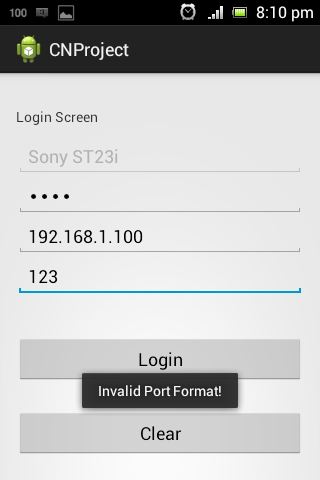 100
8:10 pm
CNProject
Login Screen
Sony ST23i
••••
192.168.1.100
123
Login
Invalid Port Format!
Clear